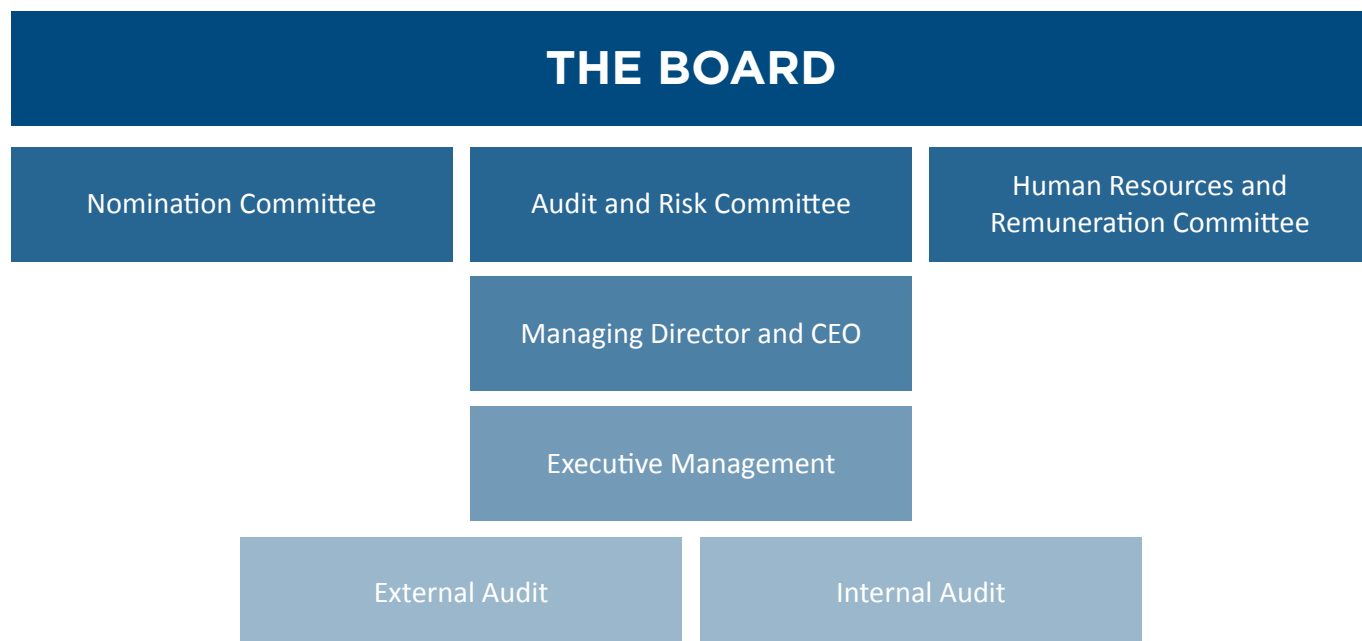 THE BOARD
Nomination Committee
Audit and Risk Committee
Human Resources and
Remuneration Committee
Managing Director and CEO
Executive Management
External Audit
Internal Audit